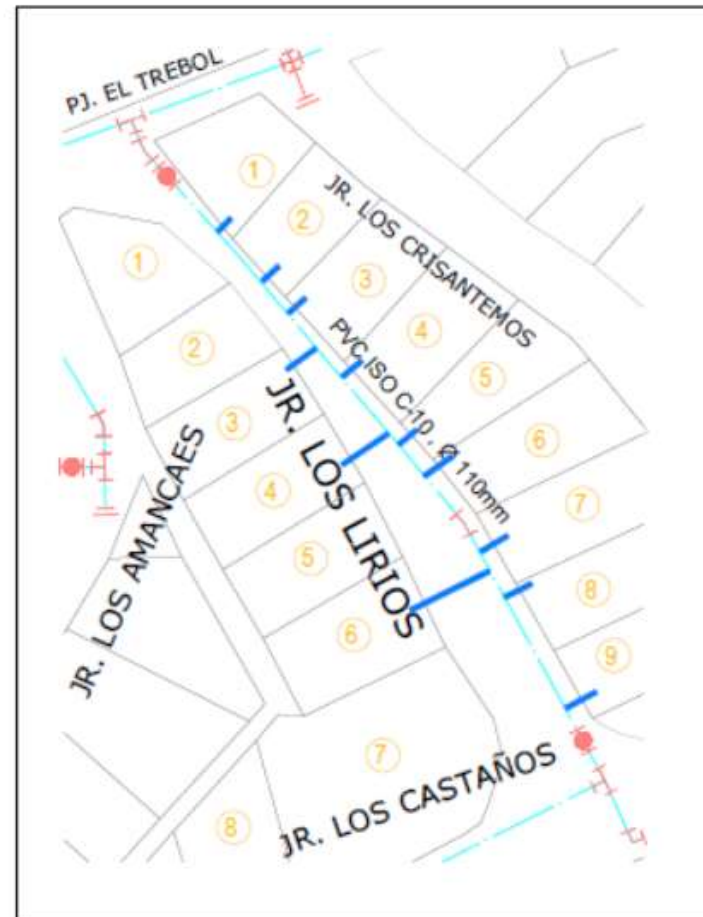 PJ. EL TREBOL
JR. LOS CRISANTEMOS
1
2
3
4
5
6
7
8
9
PVC ISO C-10 , Ø 110mm
JR. LOS LIRIOS
1
2
3
4
5
6
7
8
JR. LOS AMANCAES
JR. LOS CASTAÑOS